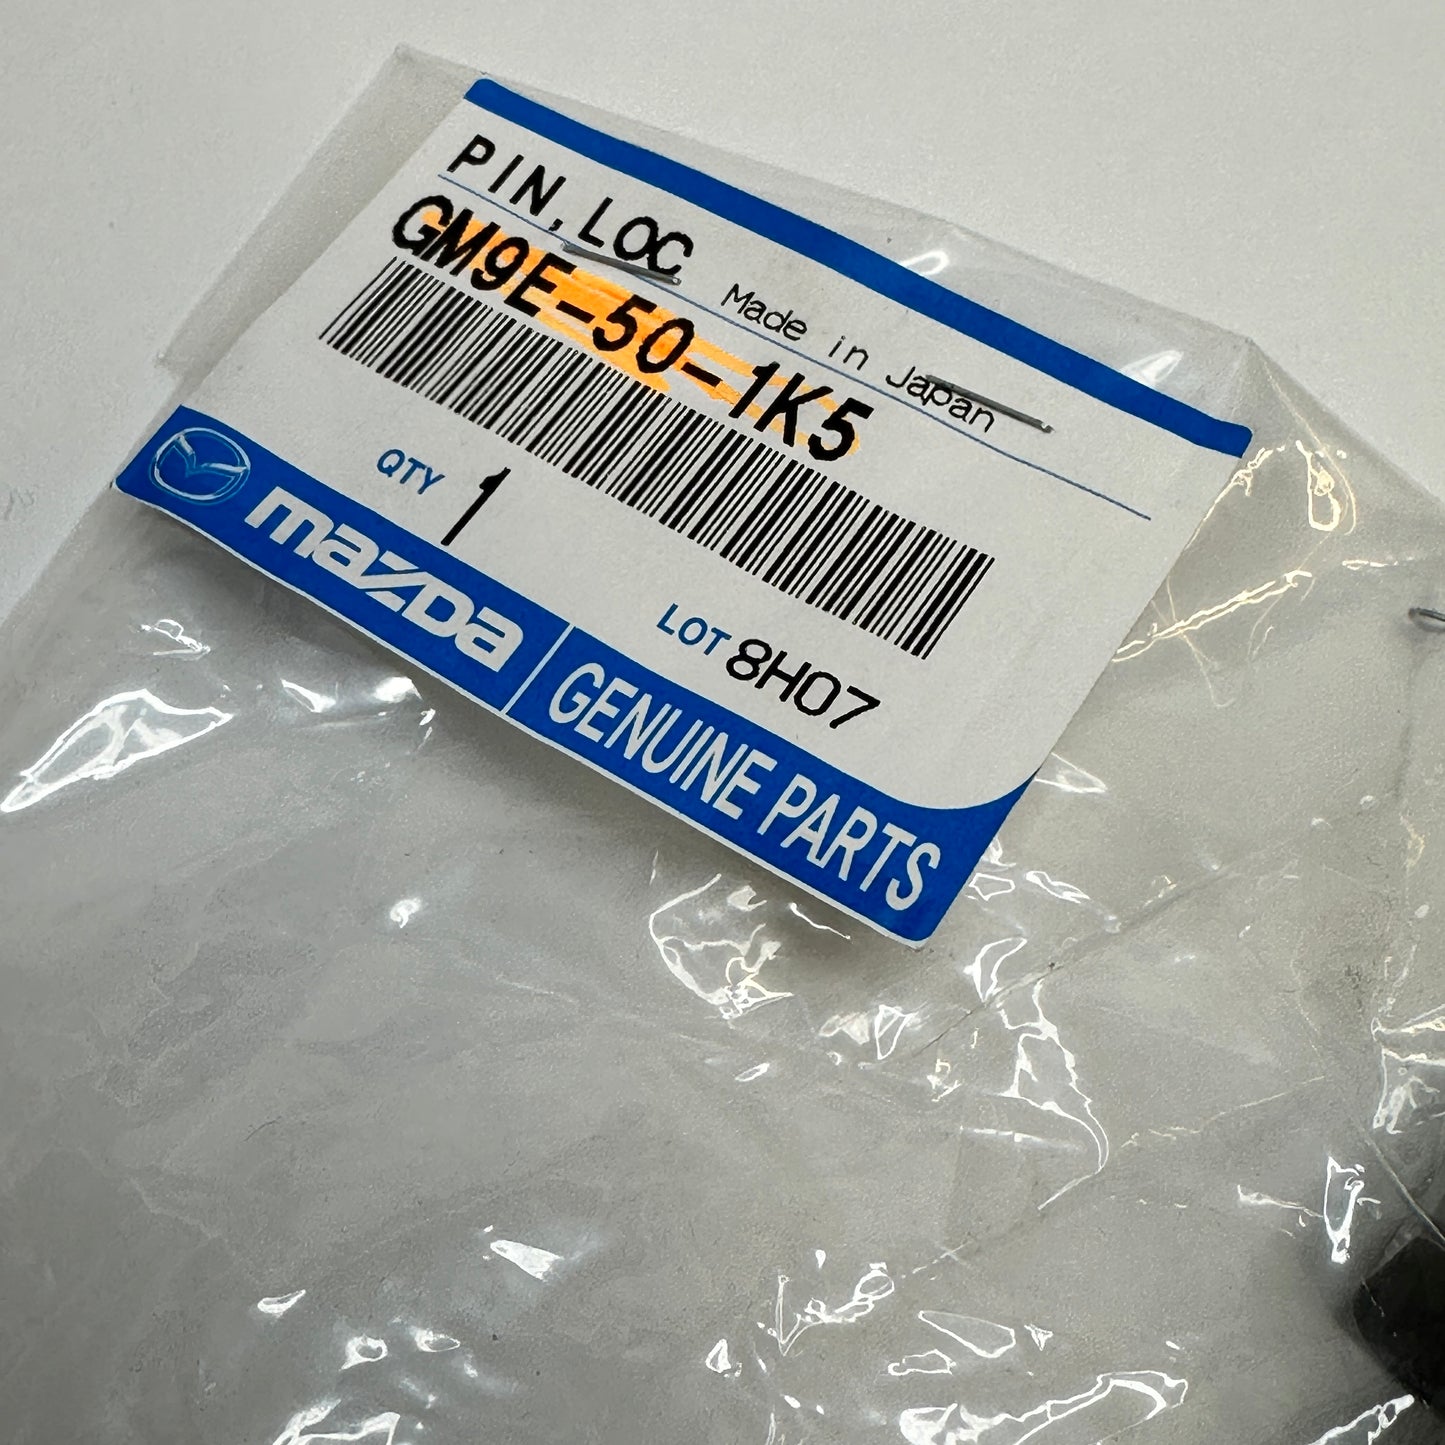 PIN, LOC
Made in Japan
GM9E-50-1K5
QTY 1
LOT 8H07
mazda GENUINE PARTS